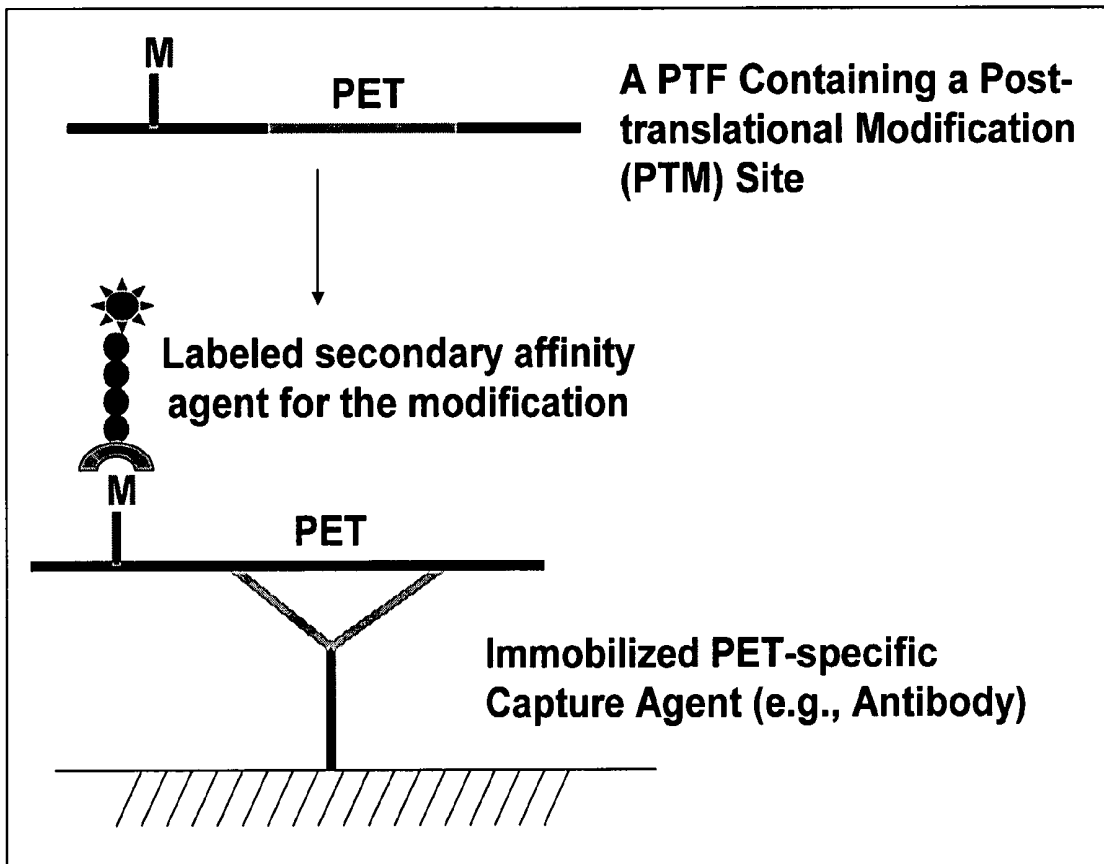 M
PET
A PTF Containing a Post-
translational Modification
(PTM) Site
Labeled secondary affinity
agent for the modification
M
PET
Immobilized PET-specific
Capture Agent (e.g., Antibody)